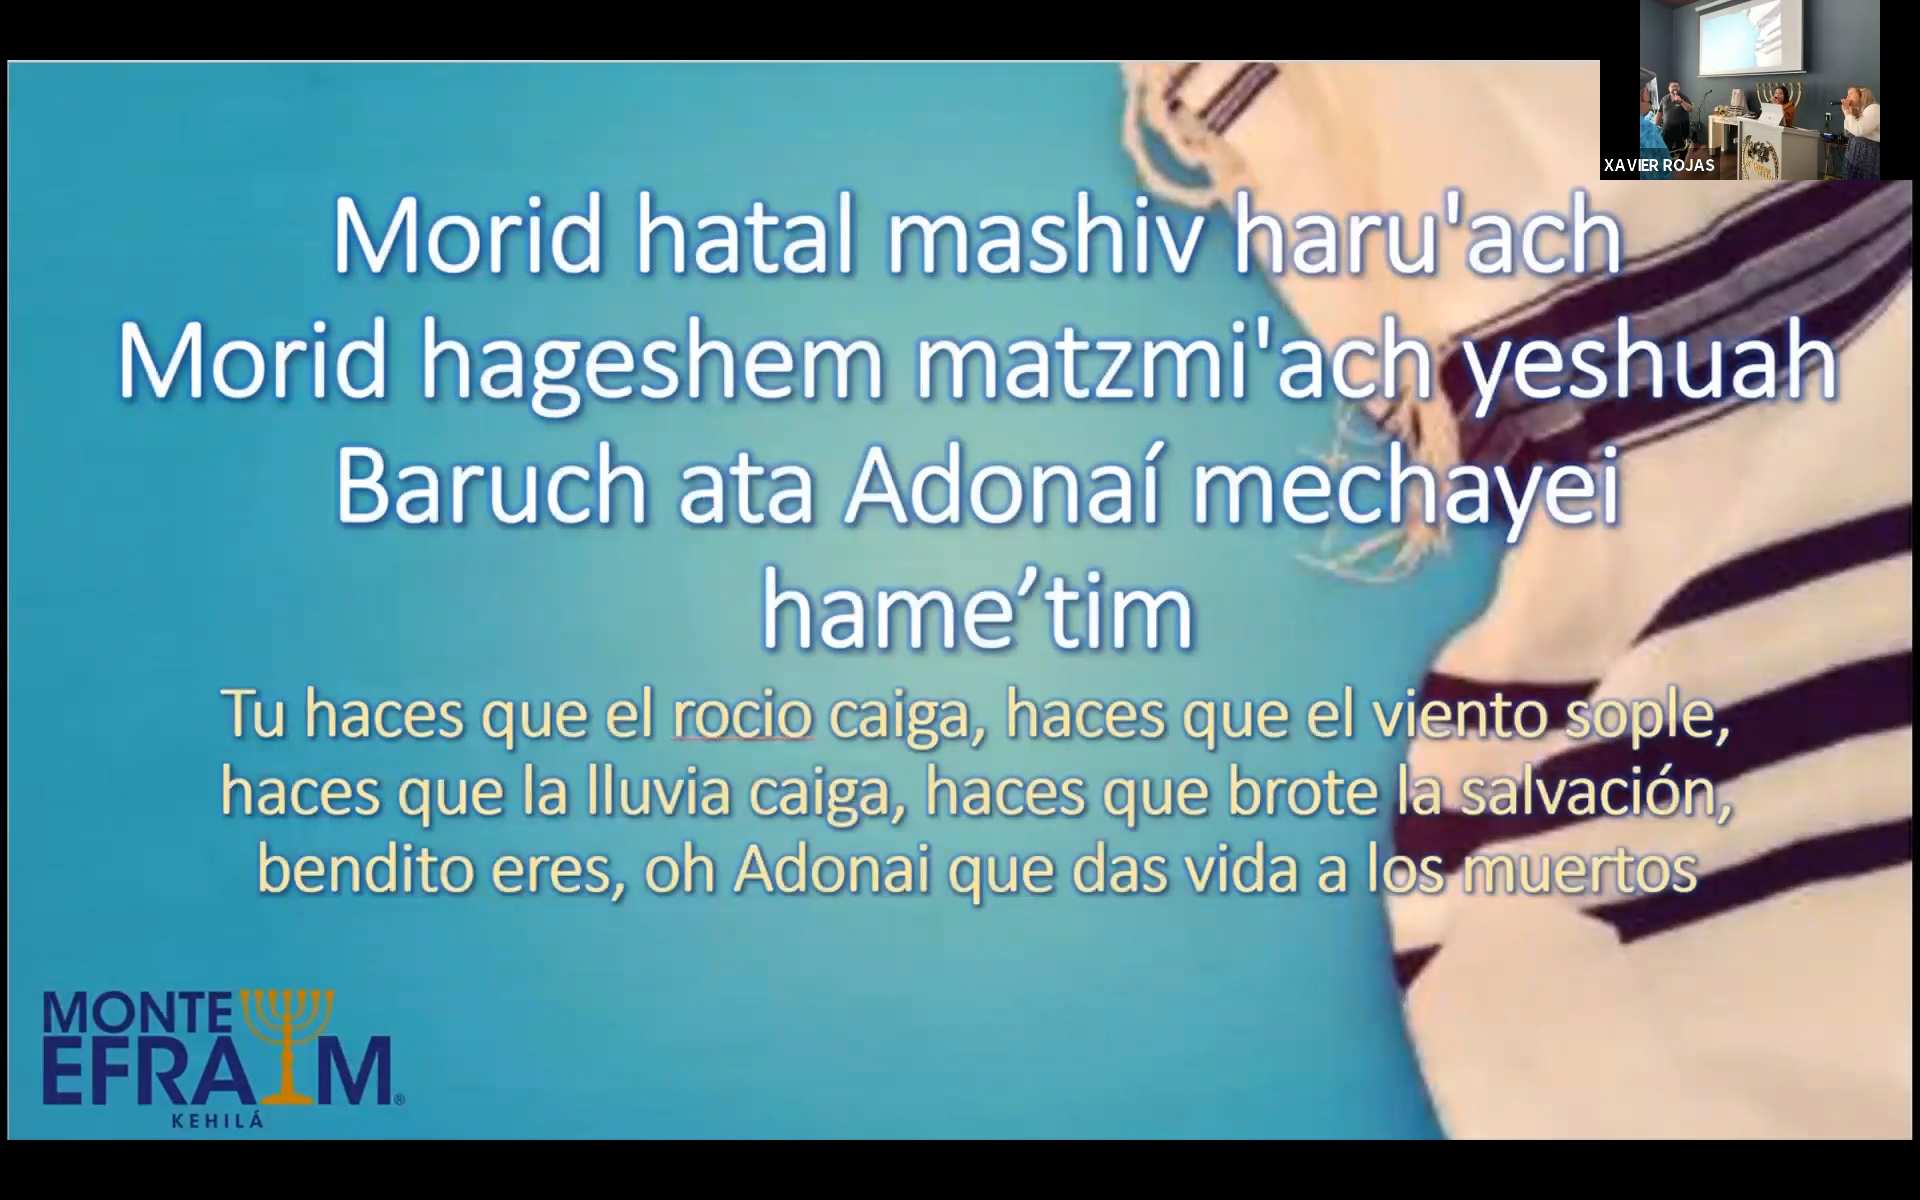 XAVIER ROJAS
Morid hatal mashiv haru'ach
Morid hageshem matzmi'ach yeshuah
Baruch ata Adonaí mechayei
hame’tim
Tu haces que el rocio caiga, haces que el viento sople,
haces que la lluvia caiga, haces que brote la salvación,
bendito eres, oh Adonai que das vida a los muertos
MONTE
EFRAIM®
KEHILÁ